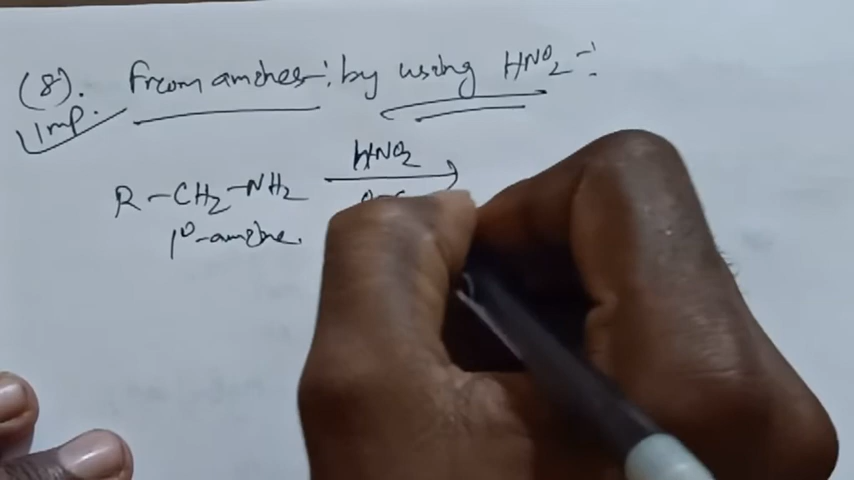 (8). From amines :- by using HNO2 :-
Imp.
HNO2
R-CH2-NH2
1°-amine.